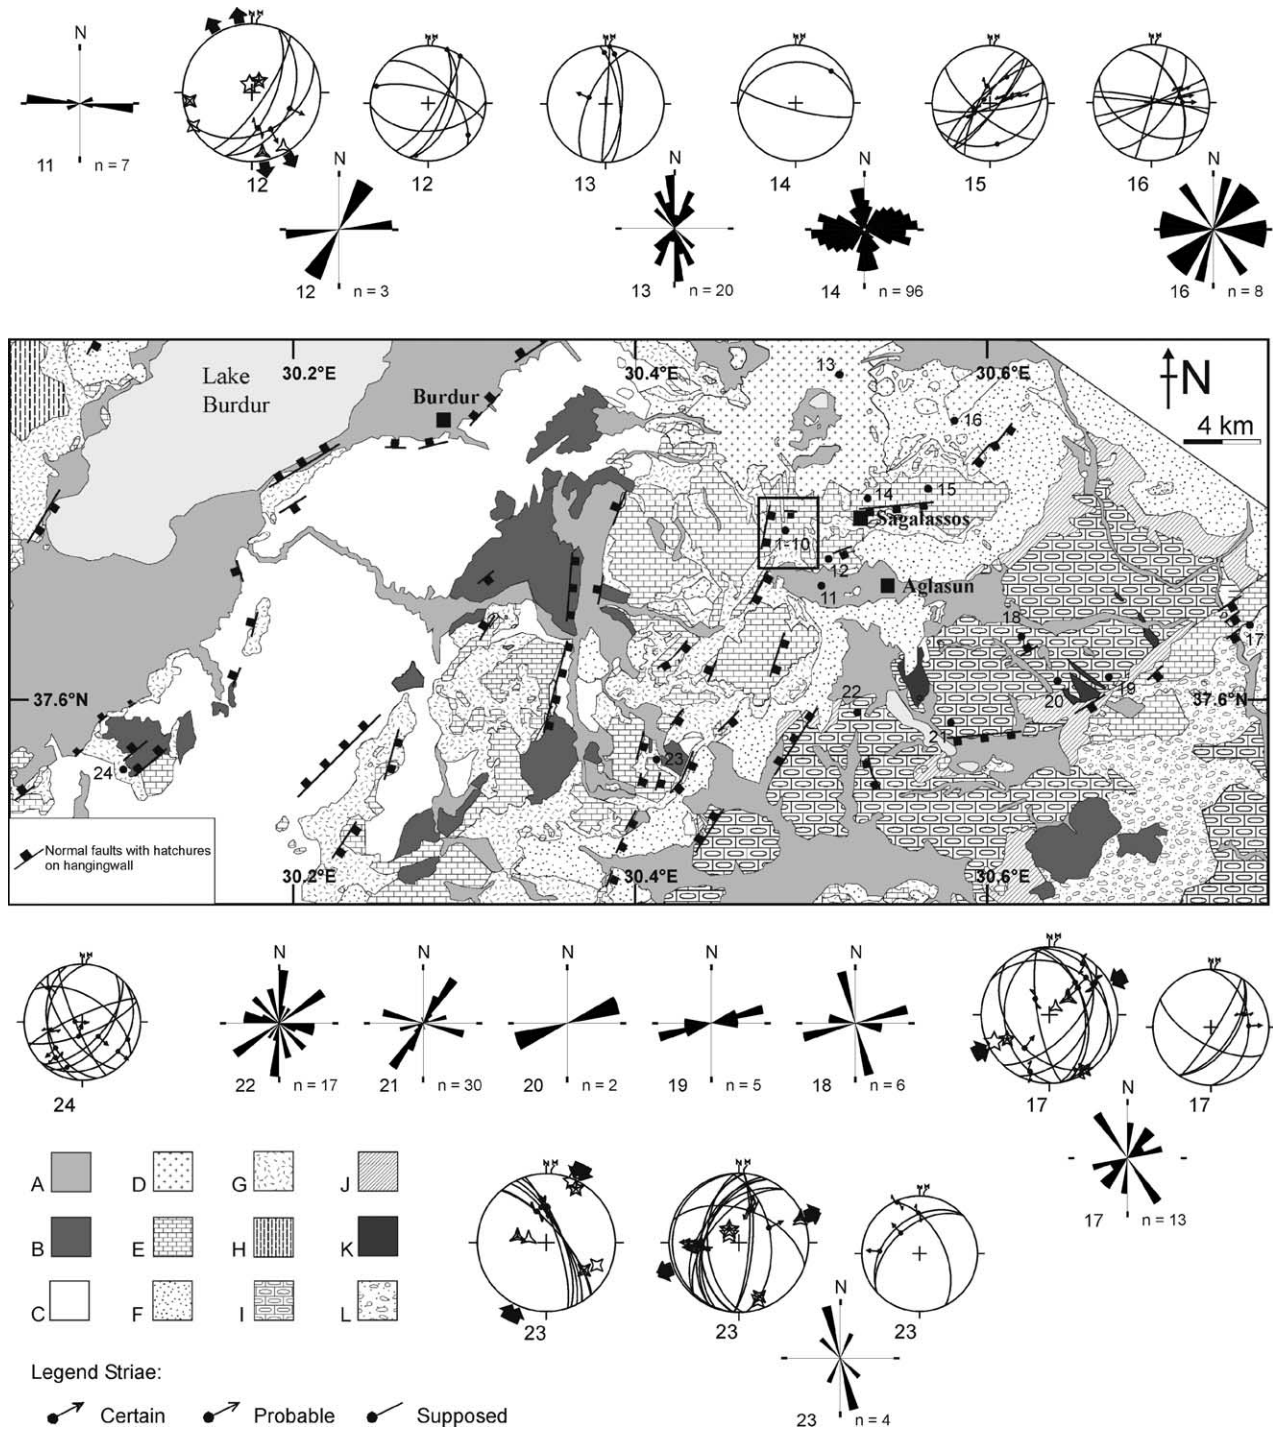 N
11 n = 7
12
N
12 n = 3
12
13
N
13 n = 20
14
N
14 n = 96
15
16
N
16 n = 8
Lake
Burdur
30.2°E
Burdur
30.4°E
13
30.6°E
N
4 km
16
14
15
Sagalassos
1-10
12
11
Aglasun
18
17
37.6°N
22
20
19
37.6°N
21
24
23
Normal faults with hatchures
on hangingwall
30.2°E
30.4°E
30.6°E
24
N
22 n = 17
N
21 n = 30
N
20 n = 2
N
19 n = 5
N
18 n = 6
17
17
N
17 n = 13
A D G J
B E H K
C F I L
23
23
23
23 n = 4
Legend Striae:
Certain Probable Supposed